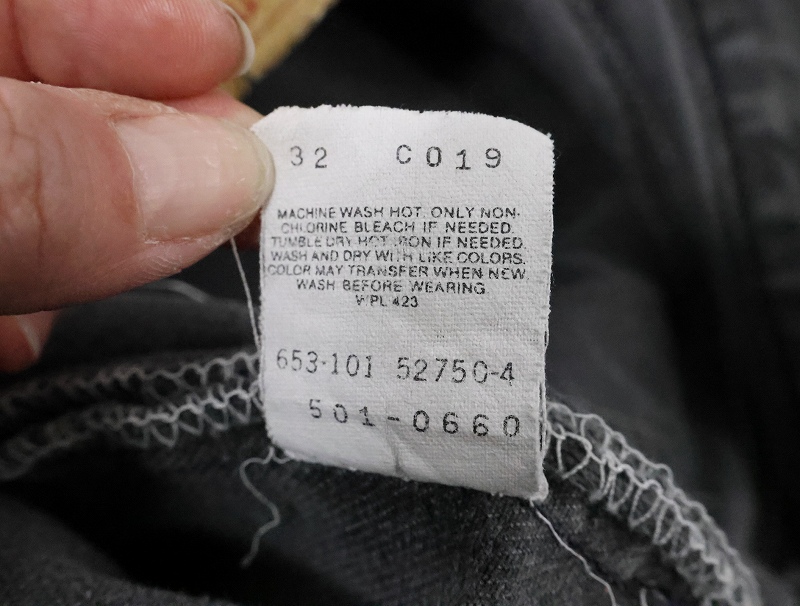 32 C019
MACHINE WASH HOT. ONLY NON-
CHLORINE BLEACH IF NEEDED.
TUMBLE DRY HOT IRON IF NEEDED.
WASH AND DRY WITH LIKE COLORS.
COLOR MAY TRANSFER WHEN NEW.
WASH BEFORE WEARING.
WPL 423
653-101 52750-4
501-0660